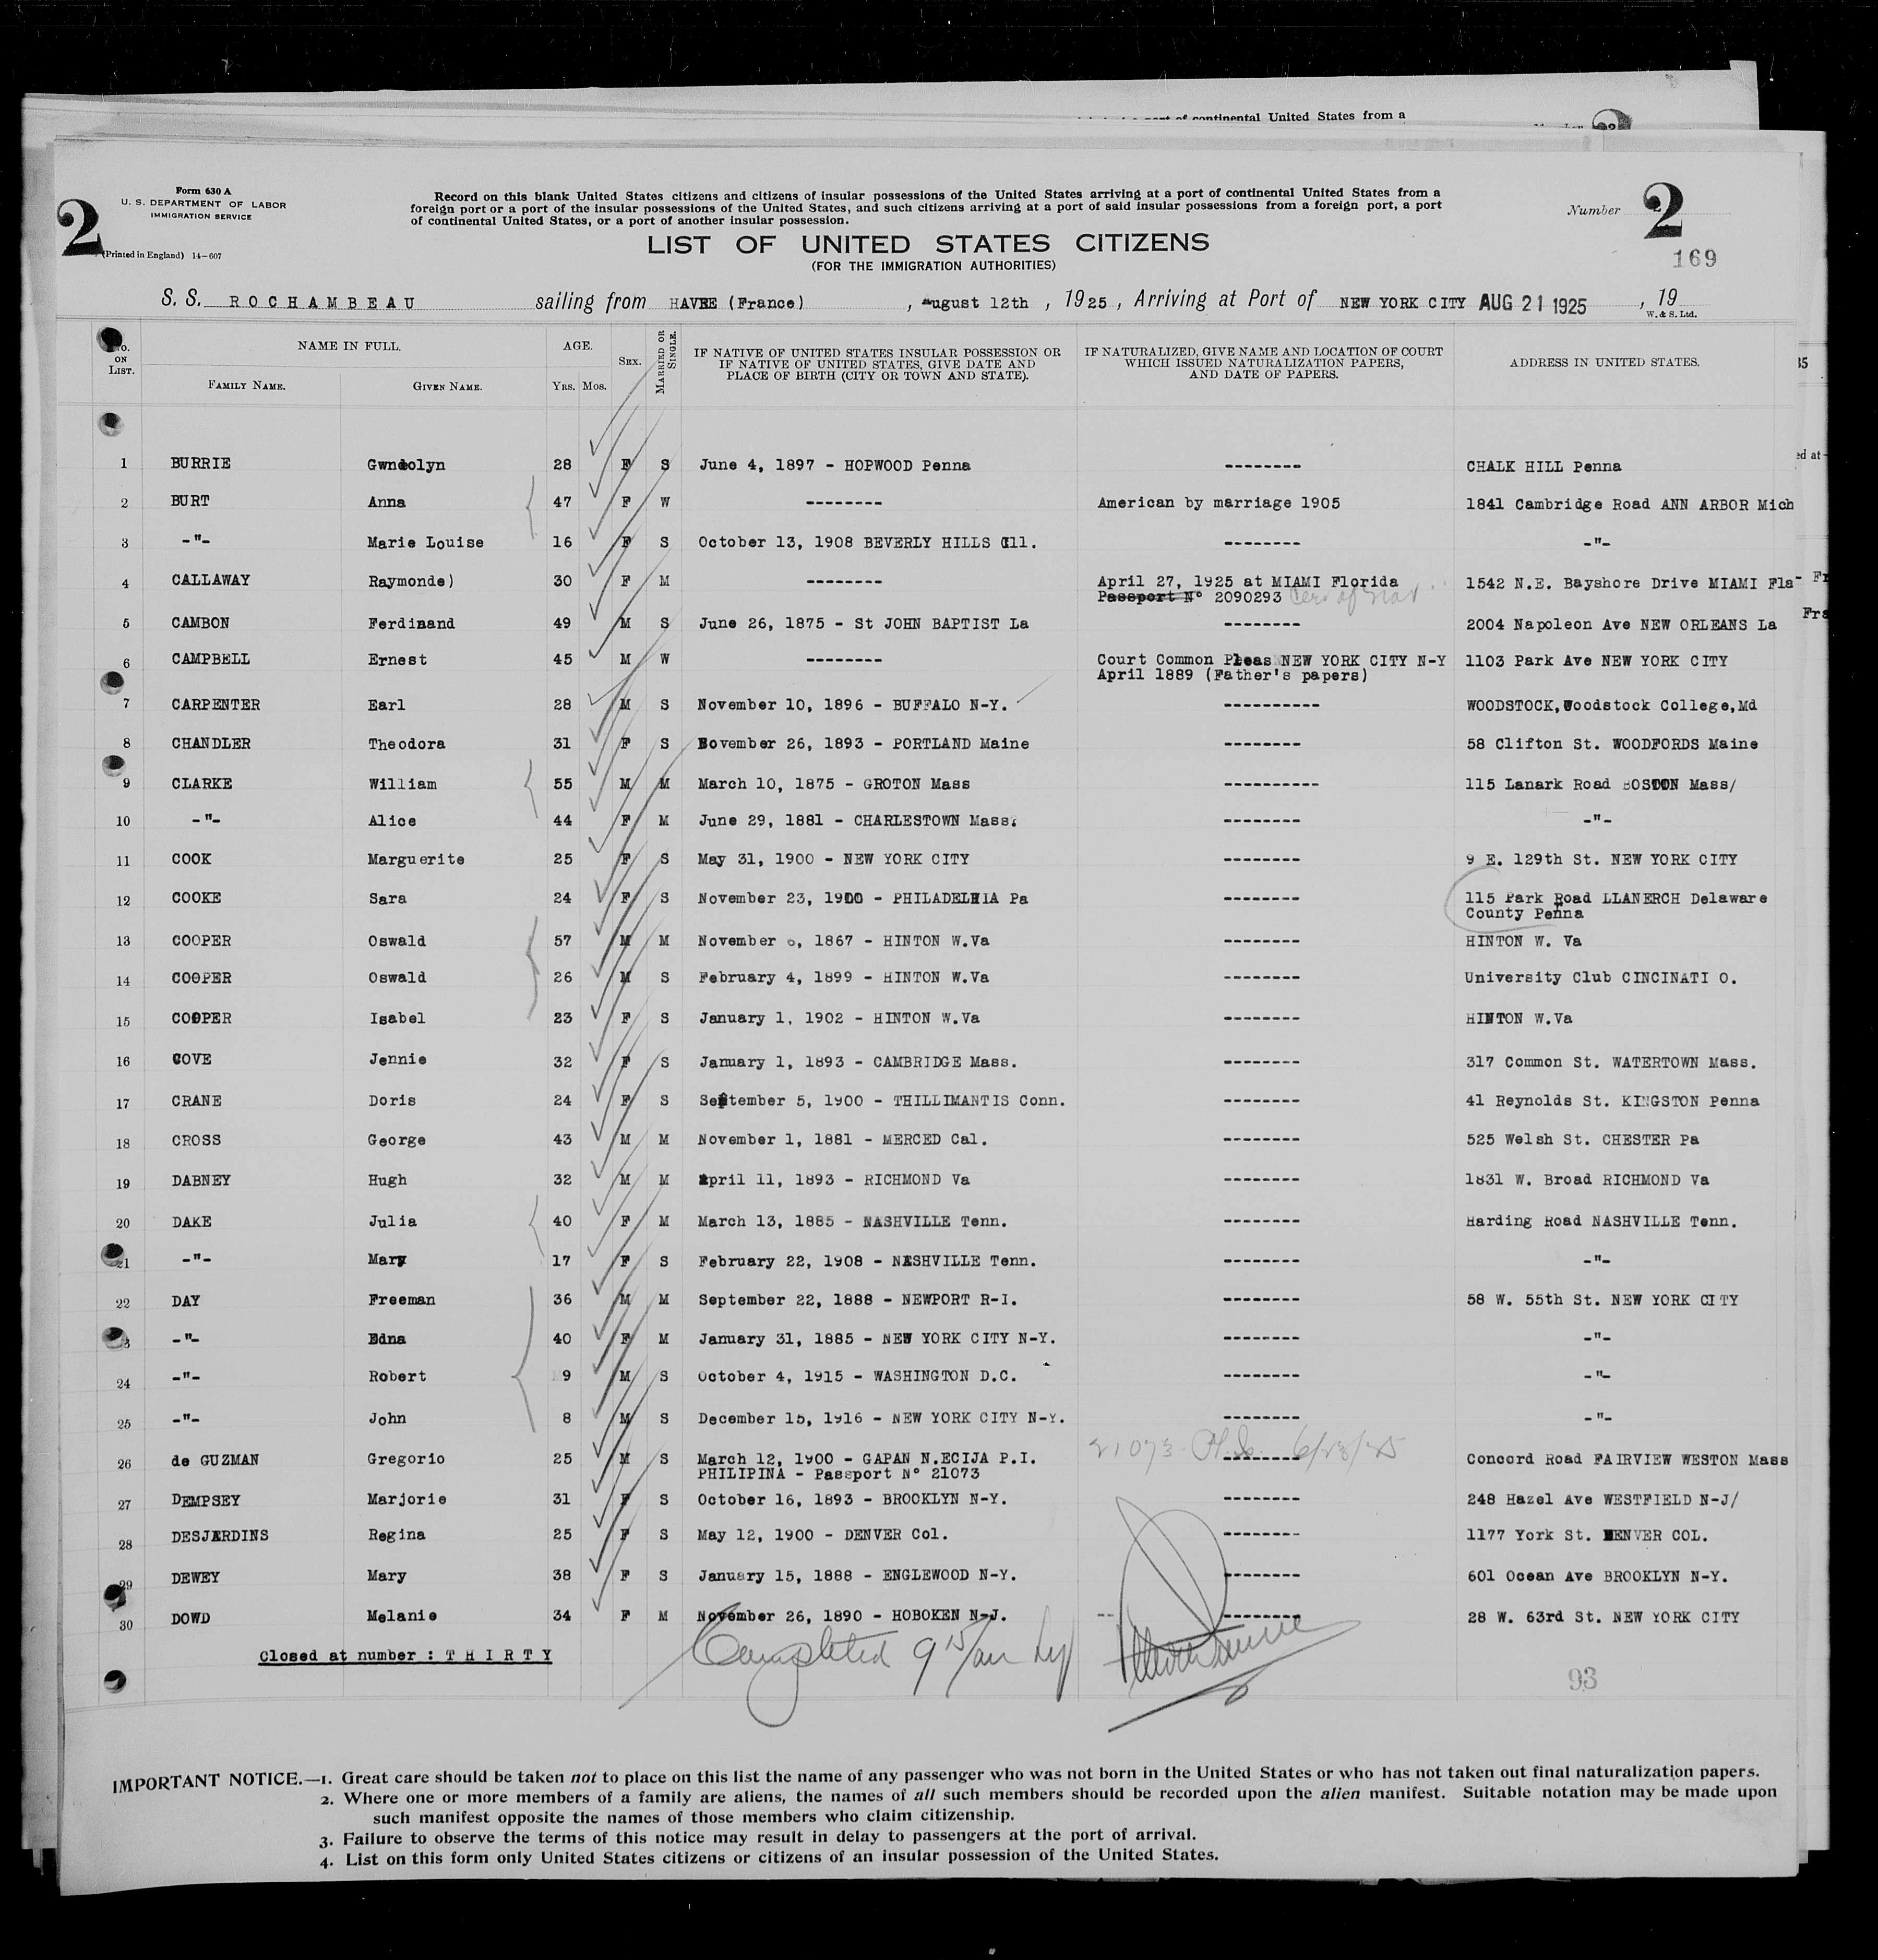 of continental United States from a
2
Form 630 A
U. S. DEPARTMENT OF LABOR
IMMIGRATION SERVICE
(Printed in England) 14-607
Record on this blank United States citizens and citizens of insular possessions of the United States arriving at a port of continental United States from a
foreign port or a port of the insular possessions of the United States, and such citizens arriving at a port of said insular possessions from a foreign port, a port
of continental United States, or a port of another insular possession.
Number 2
169
LIST OF UNITED STATES CITIZENS
(FOR THE IMMIGRATION AUTHORITIES)
S. S. ROCHAMBEAU sailing from HAVRE (France), August 12th, 1925, Arriving at Port of NEW YORK CITY AUG 21 1925, 19
W. & S. Ltd.
No. ON LIST. NAME IN FULL. FAMILY NAME. GIVEN NAME. AGE. YRS. MOS. SEX. MARRIED OR SINGLE. IF NATIVE OF UNITED STATES INSULAR POSSESSION OR IF NATIVE OF UNITED STATES, GIVE DATE AND PLACE OF BIRTH (CITY OR TOWN AND STATE). IF NATURALIZED, GIVE NAME AND LOCATION OF COURT WHICH ISSUED NATURALIZATION PAPERS, AND DATE OF PAPERS. ADDRESS IN UNITED STATES.
1 BURRIE Gwndolyn 28 F S June 4, 1897 - HOPWOOD Penna -------- CHALK HILL Penna
2 BURT Anna 47 F W -------- American by marriage 1905 1841 Cambridge Road ANN ARBOR Mich
3 -"- Marie Louise 16 F S October 13, 1908 BEVERLY HILLS Ill. -------- -"-
4 CALLAWAY Raymonde) 30 F M -------- April 27, 1925 at MIAMI Florida 1542 N.E. Bayshore Drive MIAMI Fla-
Passport N° 2090293
5 CAMBON Ferdinand 49 M S June 26, 1875 - St JOHN BAPTIST La -------- 2004 Napoleon Ave NEW ORLEANS La
6 CAMPBELL Ernest 45 M W -------- Court Common Pleas NEW YORK CITY N-Y 1103 Park Ave NEW YORK CITY
April 1889 (Father's papers)
7 CARPENTER Earl 28 M S November 10, 1896 - BUFFALO N-Y. ---------- WOODSTOCK,Woodstock College,Md
8 CHANDLER Theodora 31 F S November 26, 1893 - PORTLAND Maine -------- 58 Clifton St. WOODFORDS Maine
9 CLARKE William 55 M M March 10, 1875 - GROTON Mass ---------- 115 Lanark Road BOSTON Mass/
10 -"- Alice 44 F M June 29, 1881 - CHARLESTOWN Mass. -------- -"-
11 COOK Marguerite 25 F S May 31, 1900 - NEW YORK CITY -------- 9 E. 129th St. NEW YORK CITY
12 COOKE Sara 24 F S November 23, 1900 - PHILADELHIA Pa -------- 115 Park Road LLANERCH Delaware
County Penna
13 COOPER Oswald 57 M M November 6, 1867 - HINTON W.Va -------- HINTON W. Va
14 COOPER Oswald 26 M S February 4, 1899 - HINTON W.Va -------- University Club CINCINATI O.
15 COOPER Isabel 23 F S January 1, 1902 - HINTON W.Va -------- HINTON W.Va
16 COVE Jennie 32 F S January 1, 1893 - CAMBRIDGE Mass. -------- 317 Common St. WATERTOWN Mass.
17 CRANE Doris 24 F S September 5, 1900 - THILLIMANTIS Conn. -------- 41 Reynolds St. KINGSTON Penna
18 CROSS George 43 M M November 1, 1881 - MERCED Cal. -------- 525 Welsh St. CHESTER Pa
19 DABNEY Hugh 32 M M April 11, 1893 - RICHMOND Va -------- 1831 W. Broad RICHMOND Va
20 DAKE Julia 40 F M March 13, 1885 - NASHVILLE Tenn. -------- Harding Road NASHVILLE Tenn.
21 -"- Mary 17 F S February 22, 1908 - NASHVILLE Tenn. -------- -"-
22 DAY Freeman 36 M M September 22, 1888 - NEWPORT R-I. -------- 58 W. 55th St. NEW YORK CITY
3 -"- Edna 40 F M January 31, 1885 - NEW YORK CITY N-Y. -------- -"-
24 -"- Robert 9 M S October 4, 1915 - WASHINGTON D.C. -------- -"-
25 -"- John 8 M S December 15, 1916 - NEW YORK CITY N-Y. -------- -"-
21073
26 de GUZMAN Gregorio 25 M S March 12, 1900 - GAPAN N.ECIJA P.I. -------- Concord Road FAIRVIEW WESTON Mass
PHILIPINA - Passport N° 21073
27 DEMPSEY Marjorie 31 F S October 16, 1893 - BROOKLYN N-Y. -------- 248 Hazel Ave WESTFIELD N-J/
28 DESJARDINS Regina 25 F S May 12, 1900 - DENVER Col. -------- 1177 York St. DENVER COL.
29 DEWEY Mary 38 F S January 15, 1888 - ENGLEWOOD N-Y. -------- 601 Ocean Ave BROOKLYN N-Y.
30 DOWD Melanie 34 F M November 26, 1890 - HOBOKEN N-J. -------- 28 W. 63rd St. NEW YORK CITY
Closed at number : THIRTY
Completed 9 15/am by
93
IMPORTANT NOTICE.—1. Great care should be taken not to place on this list the name of any passenger who was not born in the United States or who has not taken out final naturalization papers.
2. Where one or more members of a family are aliens, the names of all such members should be recorded upon the alien manifest. Suitable notation may be made upon
such manifest opposite the names of those members who claim citizenship.
3. Failure to observe the terms of this notice may result in delay to passengers at the port of arrival.
4. List on this form only United States citizens or citizens of an insular possession of the United States.